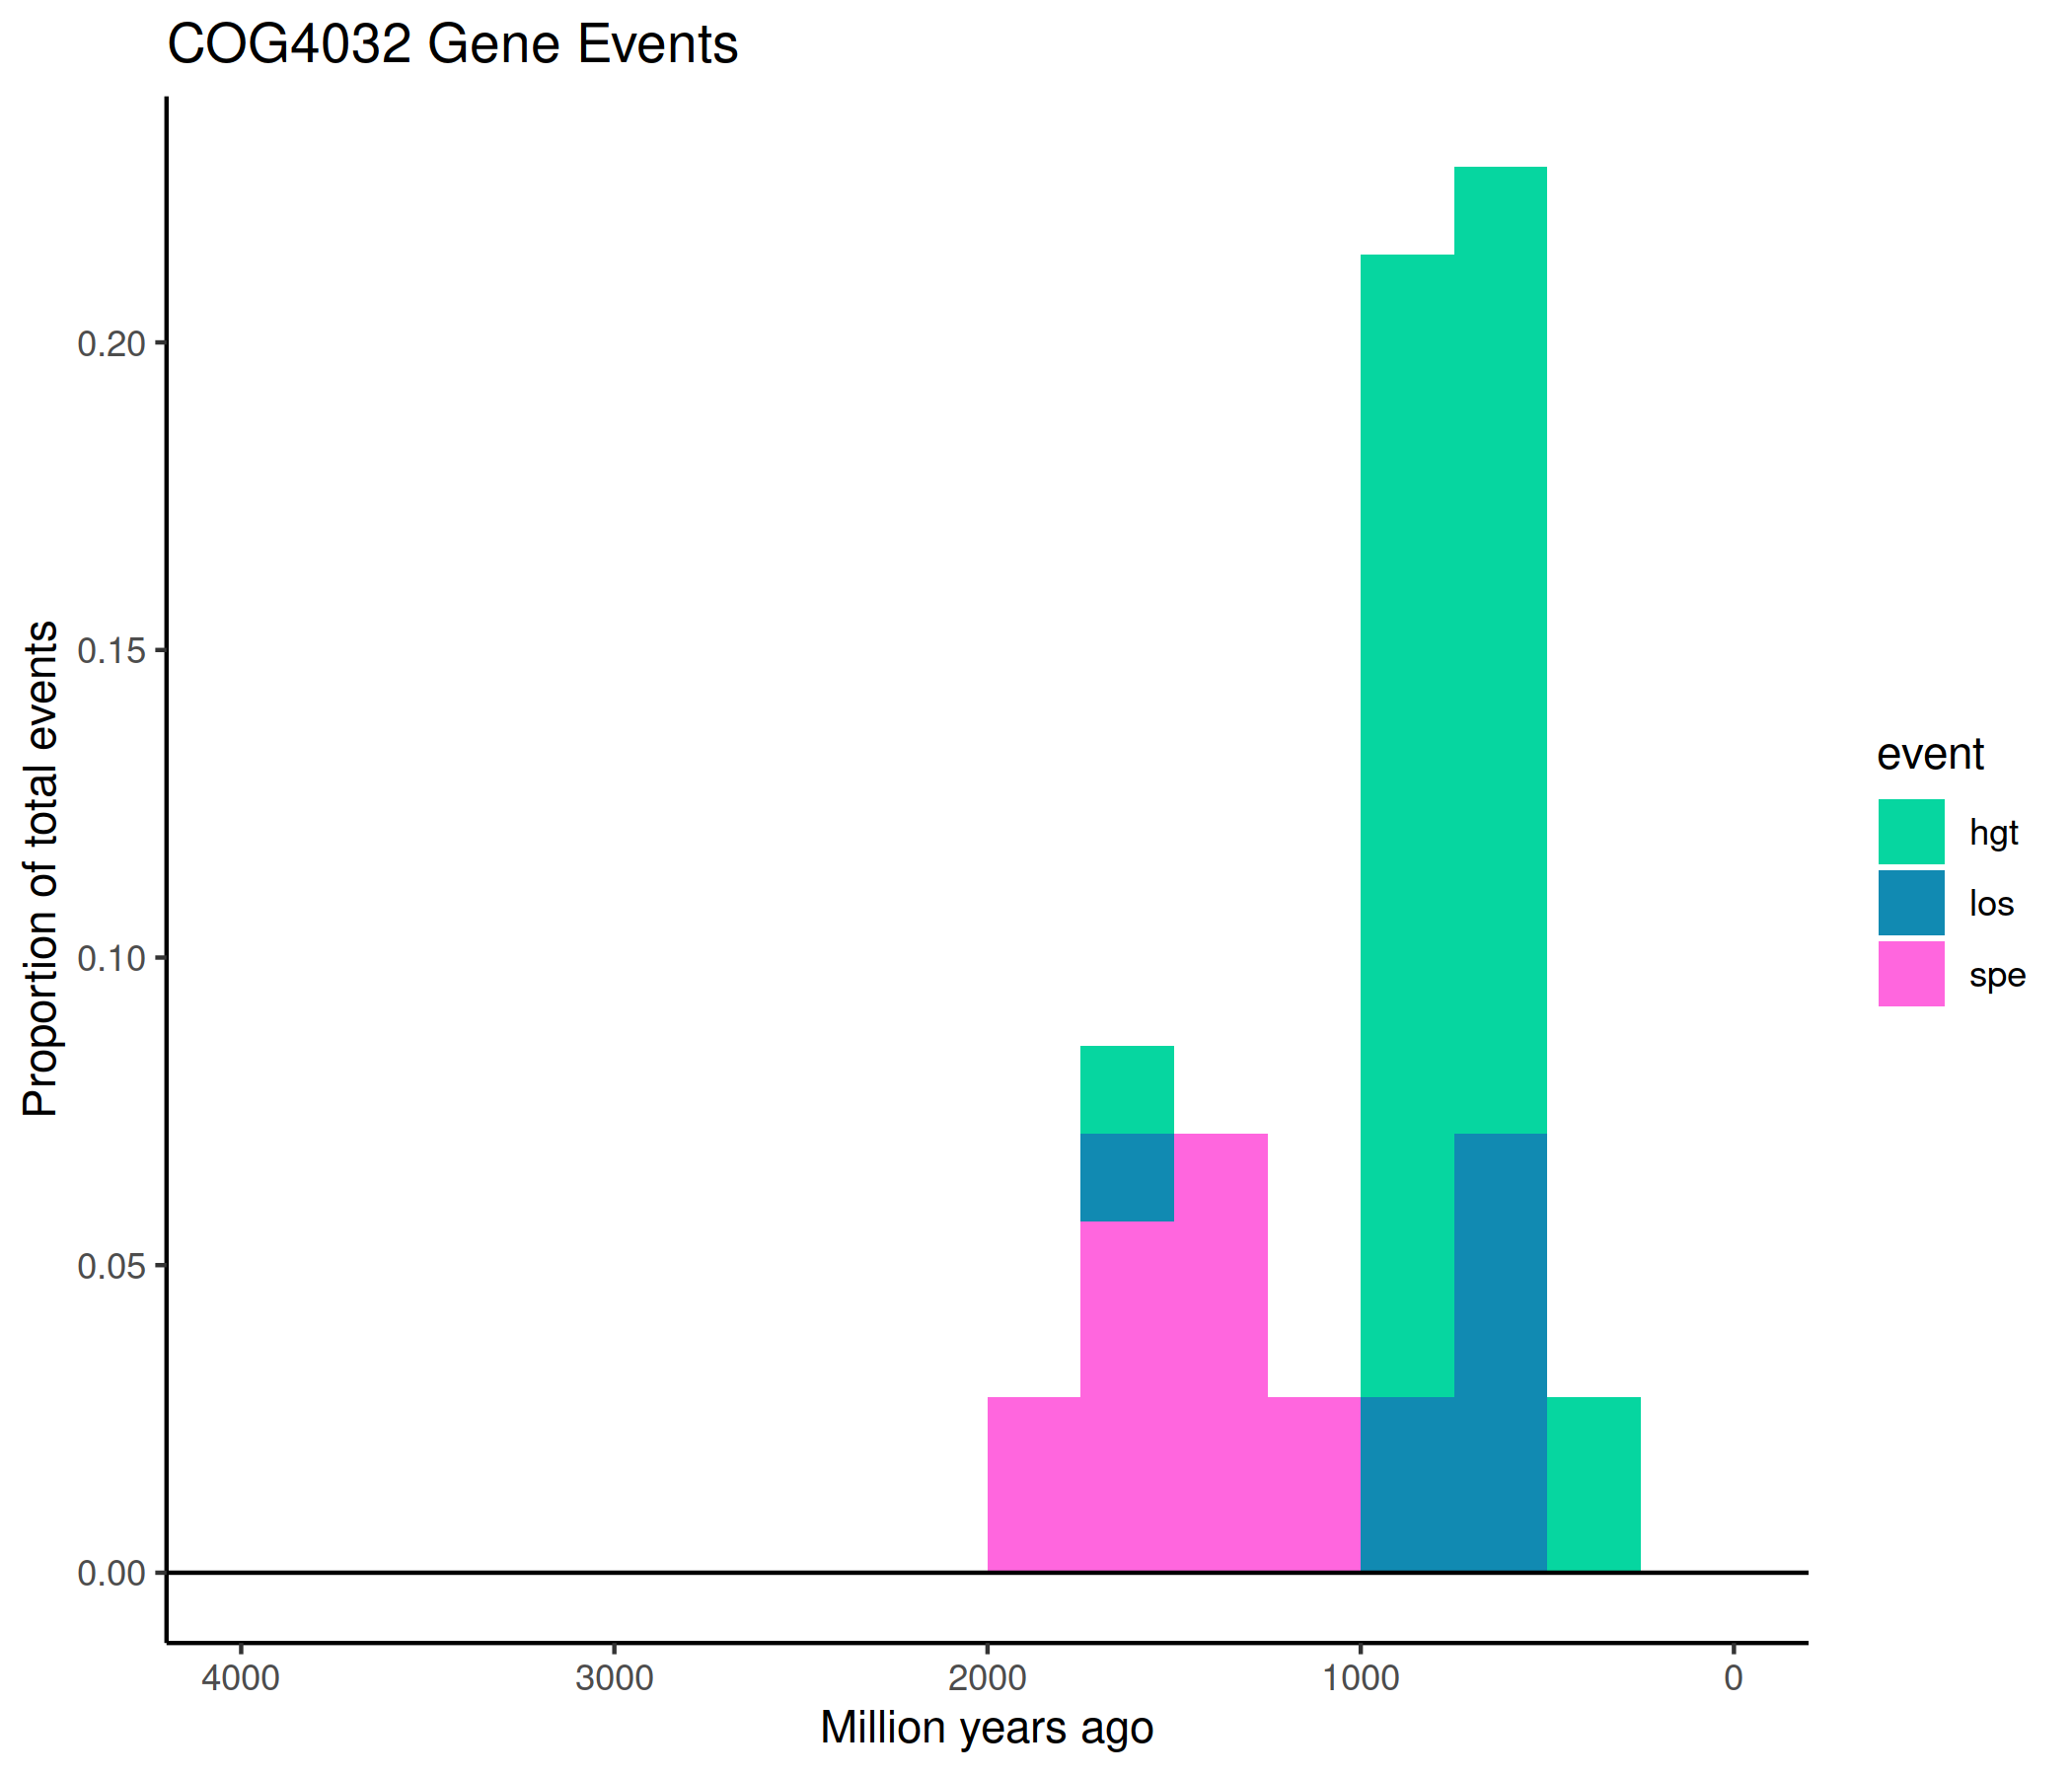 COG4032 Gene Events
Proportion of total events
0.20
0.15
0.10
0.05
0.00
4000
3000
2000
1000
0
Million years ago
event
hgt
los
spe